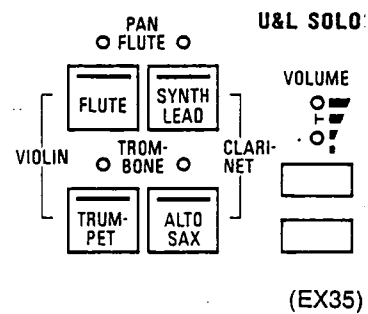 PAN
FLUTE
U&L SOLO
VOLUME
FLUTE
SYNTH
LEAD
VIOLIN
TROM-
BONE
CLARI-
NET
TRUM-
PET
ALTO
SAX
(EX35)